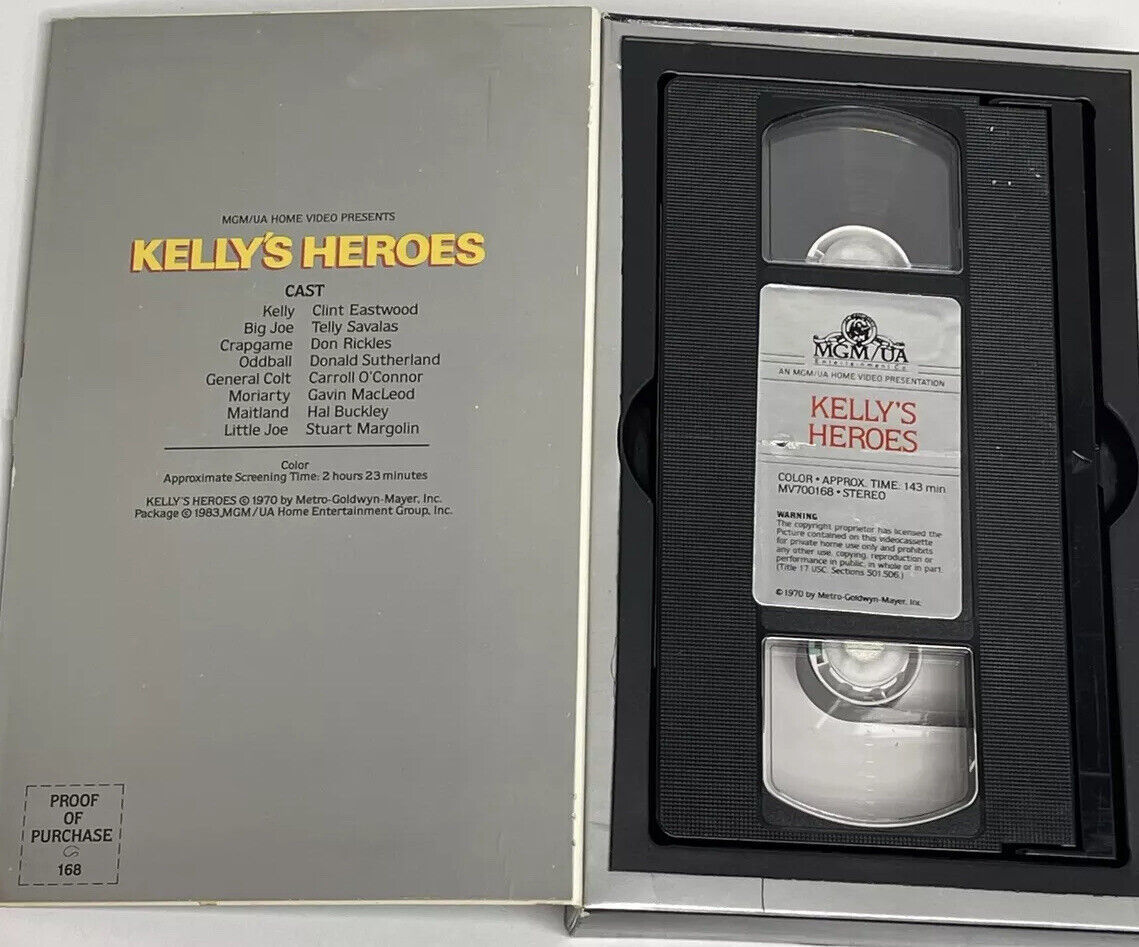 MGM/UA HOME VIDEO PRESENTS
KELLY'S HEROES
CAST
Kelly Clint Eastwood
Big Joe Telly Savalas
Crapgame Don Rickles
Oddball Donald Sutherland
General Colt Carroll O'Connor
Moriarty Gavin MacLeod
Maitland Hal Buckley
Little Joe Stuart Margolin
Color
Approximate Screening Time: 2 hours 23 minutes
KELLY'S HEROES © 1970 by Metro-Goldwyn-Mayer, Inc.
Package © 1983, MGM/UA Home Entertainment Group, Inc.
PROOF
OF
PURCHASE
168
MGM/UA
Entertainment Co.
AN MGM/UA HOME VIDEO PRESENTATION
KELLY'S
HEROES
COLOR • APPROX. TIME: 143 min
MV700168 • STEREO
WARNING
The copyright proprietor has licensed the
Picture contained on this videocassette
for private home use only and prohibits
any other use, copying, reproduction or
performance in public, in whole or in part
(Title 17 USC Sections 501 506.)
© 1970 by Metro-Goldwyn-Mayer, Inc.